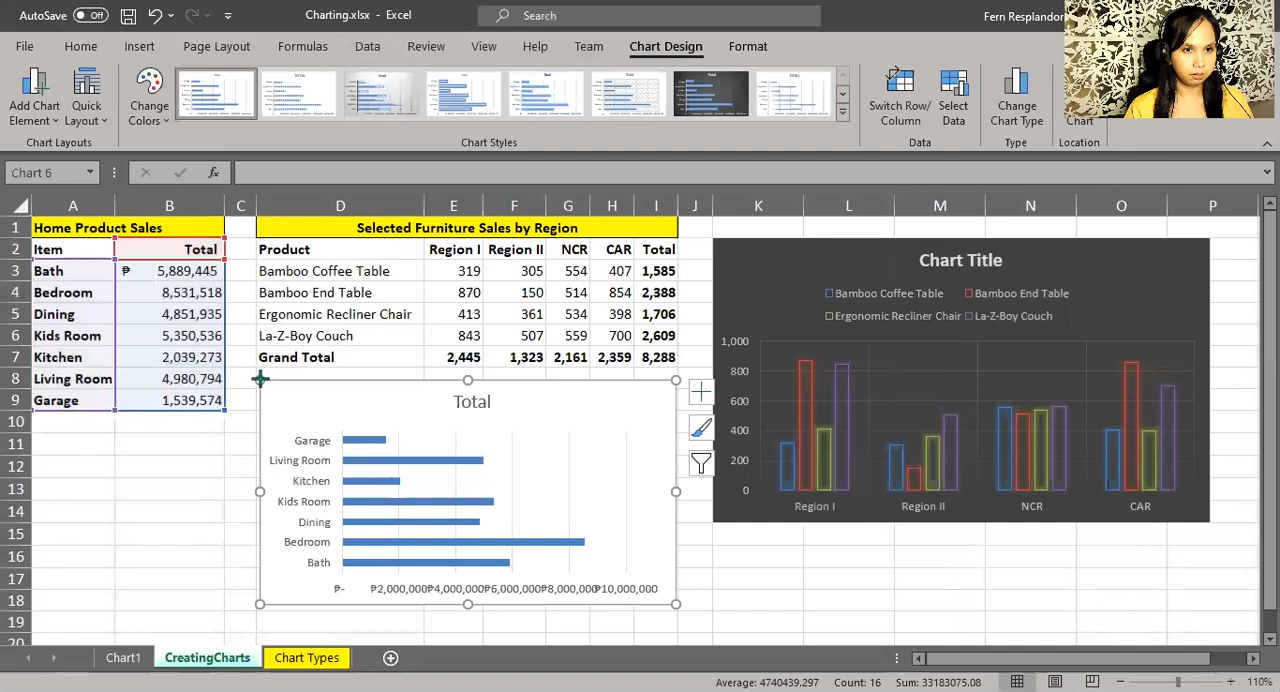 AutoSave Off Charting.xlsx - Excel Search Fern Resplandor
File Home Insert Page Layout Formulas Data Review View Help Team Chart Design Format
Add Chart Element Quick Layout Change Colors Switch Row/ Column Select Data Change Chart Type Chart
Chart Layouts Chart Styles Data Type Location
Chart 6 fx
A B C D E F G H I J K L M N O P
1 Home Product Sales Selected Furniture Sales by Region
2 Item Total Product Region I Region II NCR CAR Total
3 Bath ₱ 5,889,445 Bamboo Coffee Table 319 305 554 407 1,585
4 Bedroom 8,531,518 Bamboo End Table 870 150 514 854 2,388
5 Dining 4,851,935 Ergonomic Recliner Chair 413 361 534 398 1,706
6 Kids Room 5,350,536 La-Z-Boy Couch 843 507 559 700 2,609
7 Kitchen 2,039,273 Grand Total 2,445 1,323 2,161 2,359 8,288
8 Living Room 4,980,794
9 Garage 1,539,574
10
11
12
13
14
15
16
17
18
19
20
Total
Garage
Living Room
Kitchen
Kids Room
Dining
Bedroom
Bath
₱- ₱2,000,000 ₱4,000,000 ₱6,000,000 ₱8,000,000 ₱10,000,000
Chart Title
Bamboo Coffee Table Bamboo End Table
Ergonomic Recliner Chair La-Z-Boy Couch
1,000
800
600
400
200
0
Region I Region II NCR CAR
Chart1 CreatingCharts Chart Types
Average: 4740439.297 Count: 16 Sum: 33183075.08 110%